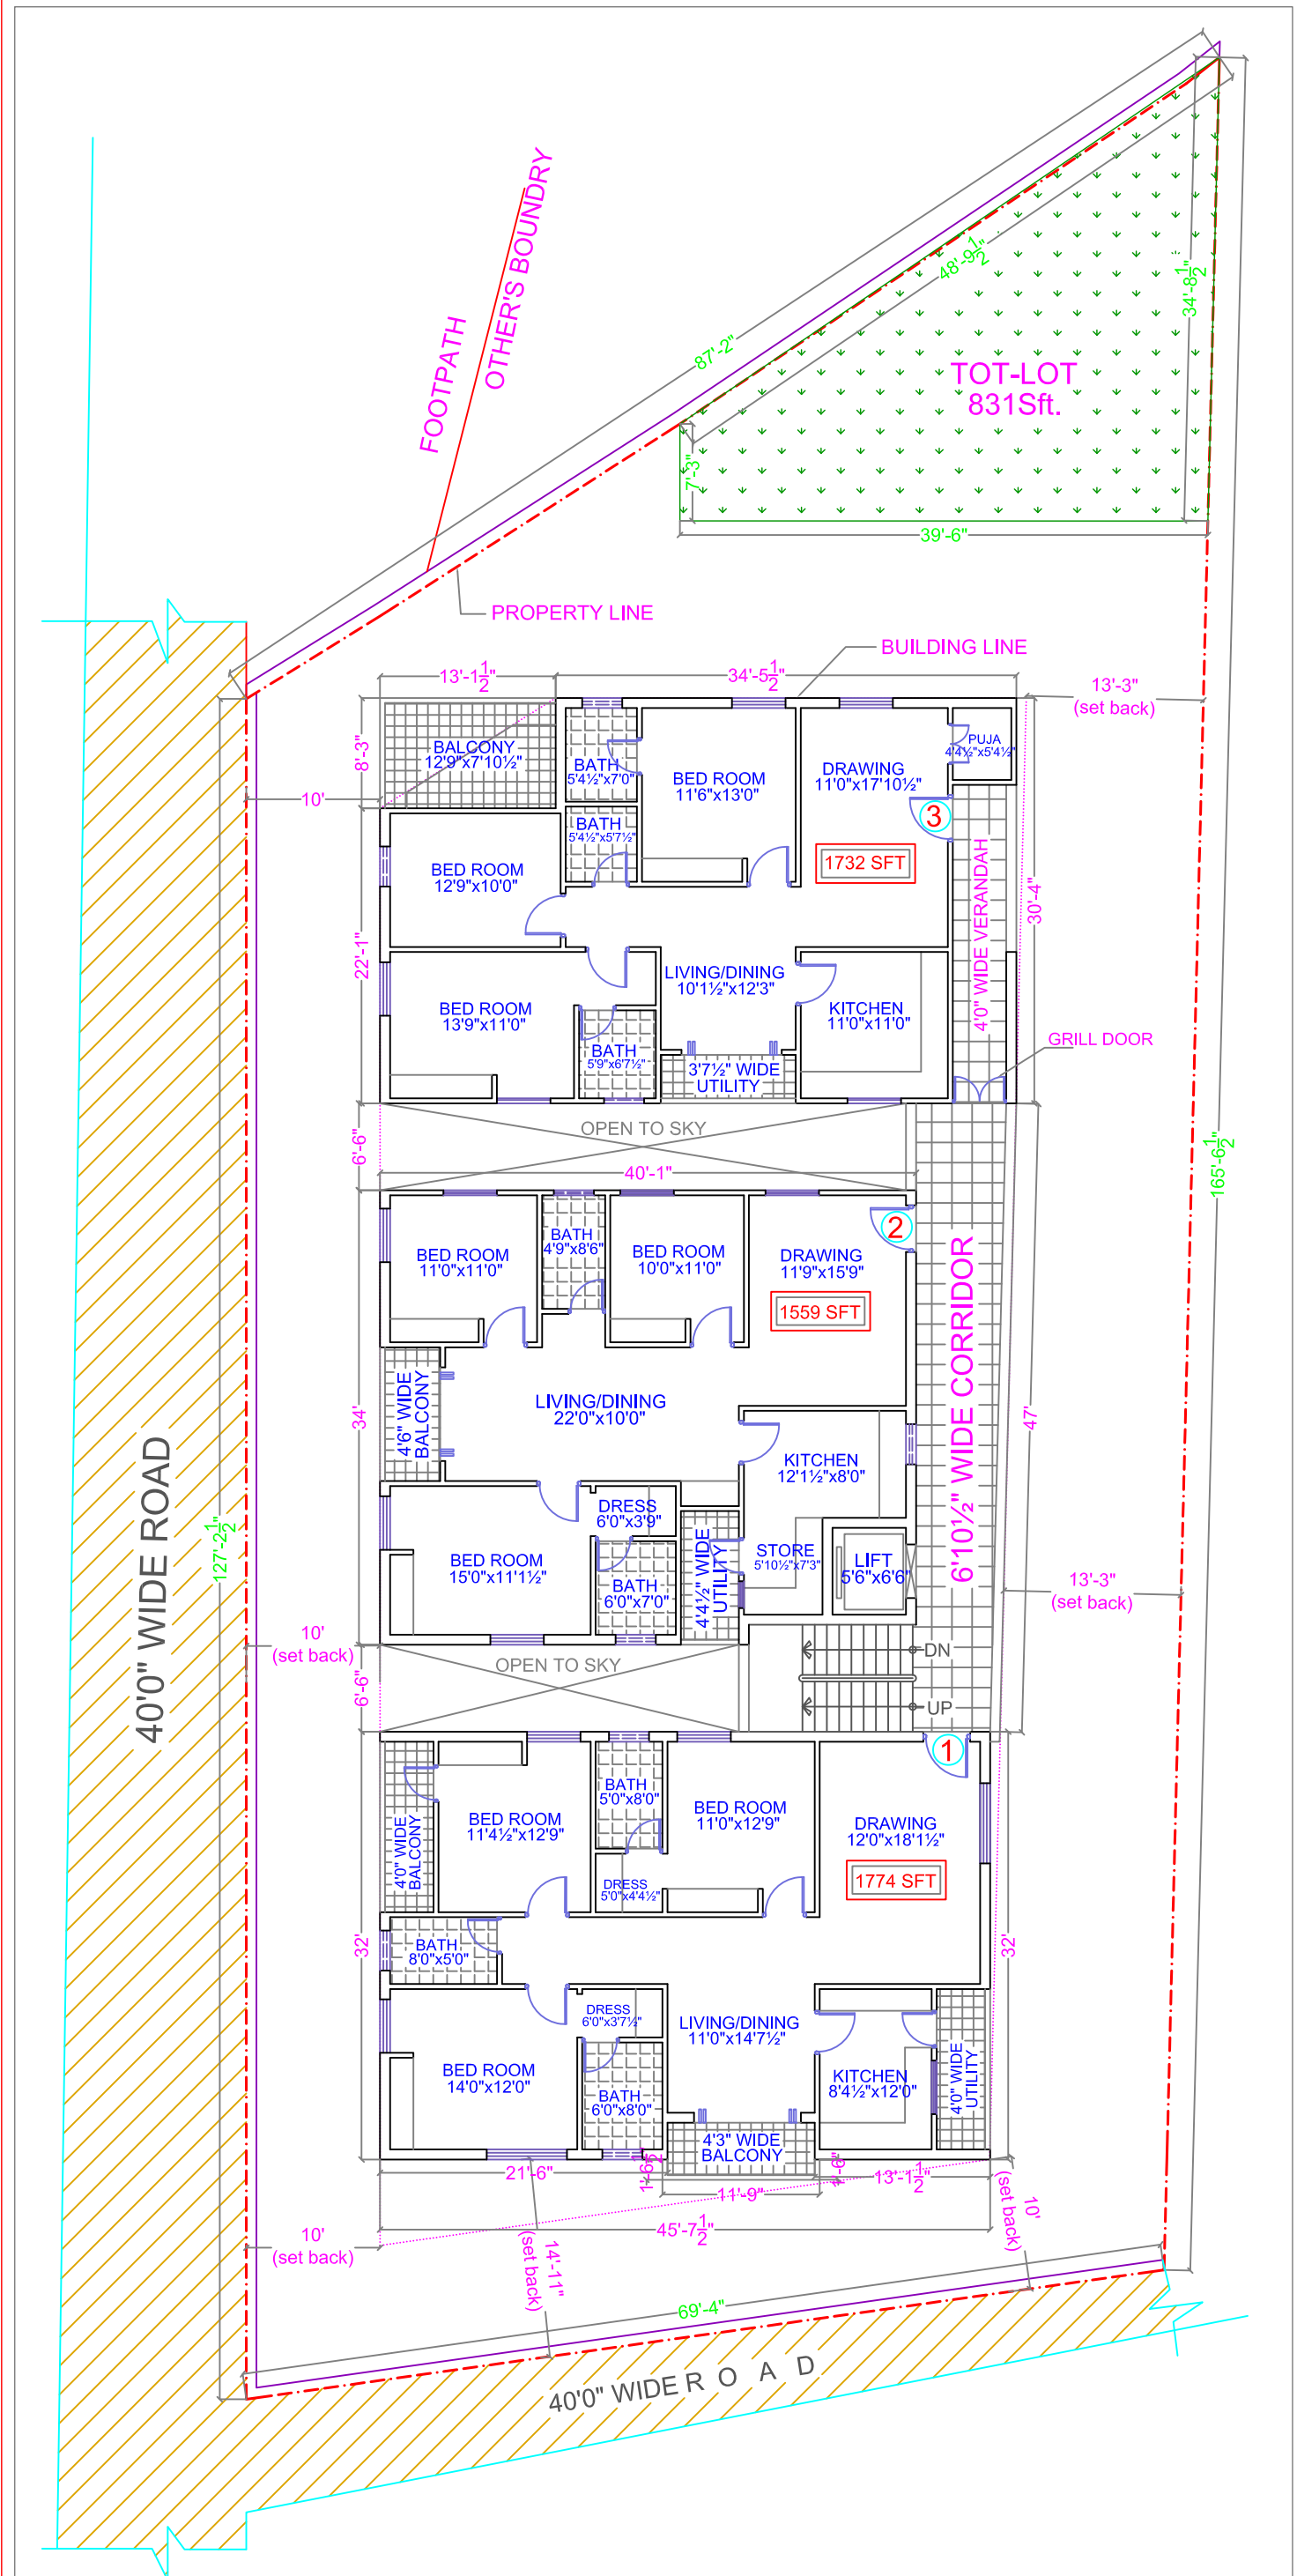 FOOTPATH
OTHER'S BOUNDRY
87'-2"
48'-9½"
34'-8½"
TOT-LOT
831Sft.
7'-3"
39'-6"
PROPERTY LINE
BUILDING LINE
13'-1½"
34'-5½"
13'-3"
(set back)
8'-3"
BALCONY
12'9"x7'10½"
BATH
5'4½"x7'0"
BED ROOM
11'6"x13'0"
DRAWING
11'0"x17'10½"
PUJA
4'4½"x5'4½"
10'
3
BATH
5'4½"x5'7½"
1732 SFT
BED ROOM
12'9"x10'0"
4'0" WIDE VERANDAH
30'-4"
22'-1"
LIVING/DINING
10'1½"x12'3"
BED ROOM
13'9"x11'0"
KITCHEN
11'0"x11'0"
GRILL DOOR
BATH
5'9"x6'7½"
3'7½" WIDE
UTILITY
OPEN TO SKY
6'-6"
165'-6½"
40'-1"
2
BED ROOM
11'0"x11'0"
BATH
4'9"x8'6"
BED ROOM
10'0"x11'0"
DRAWING
11'9"x15'9"
1559 SFT
6'10½" WIDE CORRIDOR
4'6" WIDE
BALCONY
LIVING/DINING
22'0"x10'0"
34'
47'
KITCHEN
12'1½"x8'0"
DRESS
6'0"x3'9"
40'0" WIDE ROAD
127'-2½"
BED ROOM
15'0"x11'1½"
BATH
6'0"x7'0"
4'4½" WIDE
UTILITY
STORE
5'10½"x7'3"
LIFT
5'6"x6'6"
13'-3"
(set back)
10'
(set back)
OPEN TO SKY
DN
6'-6"
UP
1
BATH
5'0"x8'0"
BED ROOM
11'4½"x12'9"
BED ROOM
11'0"x12'9"
DRAWING
12'0"x18'1½"
4'0" WIDE
BALCONY
DRESS
5'0"x4'4½"
1774 SFT
32'
BATH
8'0"x5'0"
32'
DRESS
6'0"x3'7½"
LIVING/DINING
11'0"x14'7½"
BED ROOM
14'0"x12'0"
KITCHEN
8'4½"x12'0"
4'0" WIDE
UTILITY
BATH
6'0"x8'0"
4'3" WIDE
BALCONY
21'-6"
1'-6½"
13'-1½"
11'-9"
45'-7½"
10'
(set back)
10'
(set back)
14'-11"
(set back)
69'-4"
40'0" WIDE R O A D